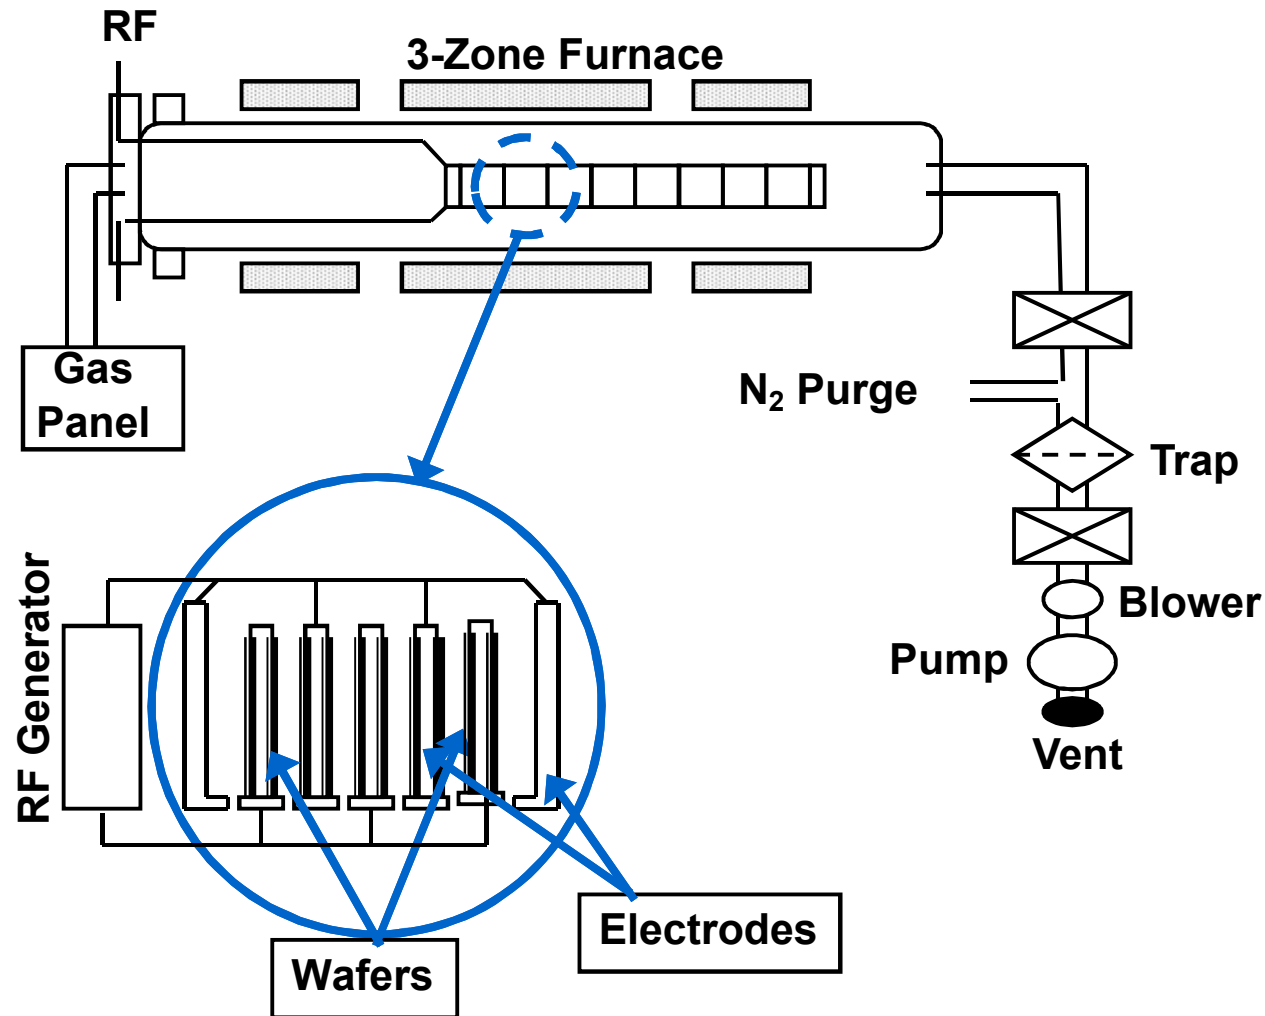 RF
3-Zone Furnace
Gas
Panel
N₂ Purge
Trap
Blower
Pump
Vent
RF Generator
Electrodes
Wafers